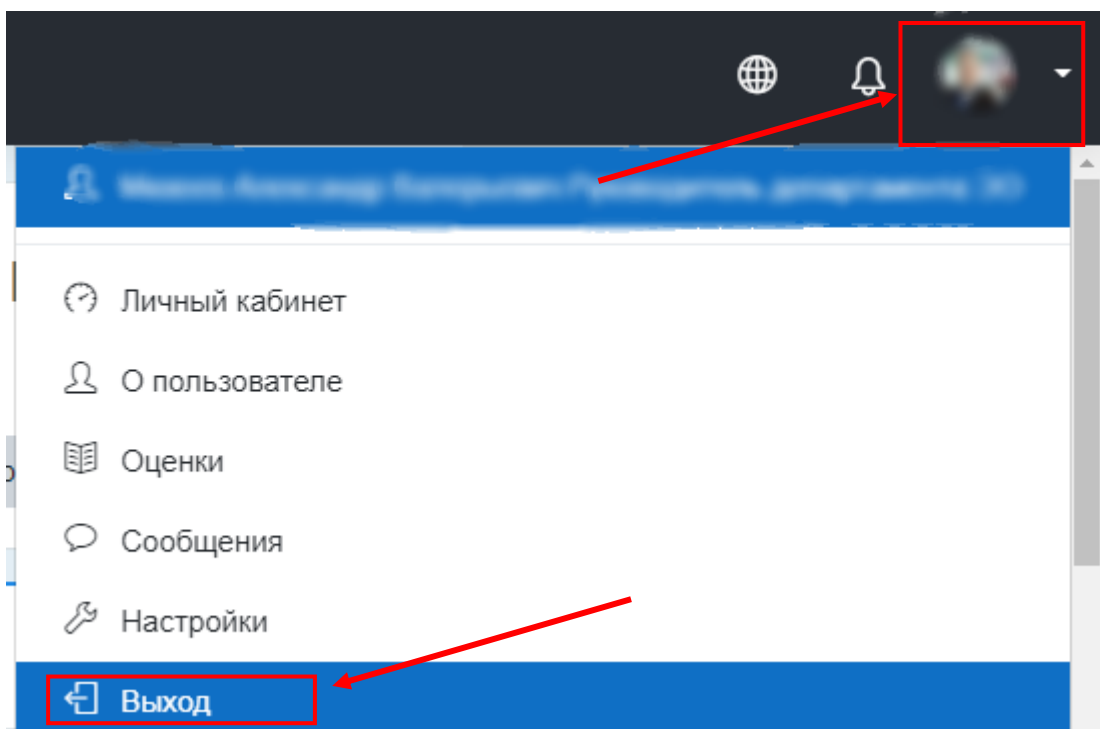 Личный кабинет
О пользователе
Оценки
Сообщения
Настройки
Выход